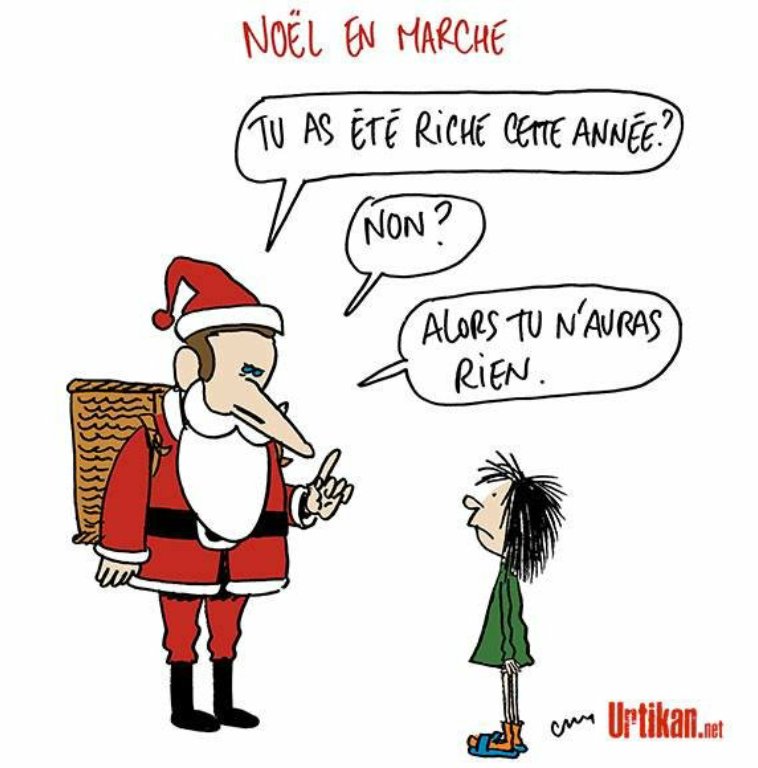 NOËL EN MARCHE
TU AS ÉTÉ RICHE CETTE ANNÉE?
NON?
ALORS TU N'AURAS
RIEN.
Urtikan.net